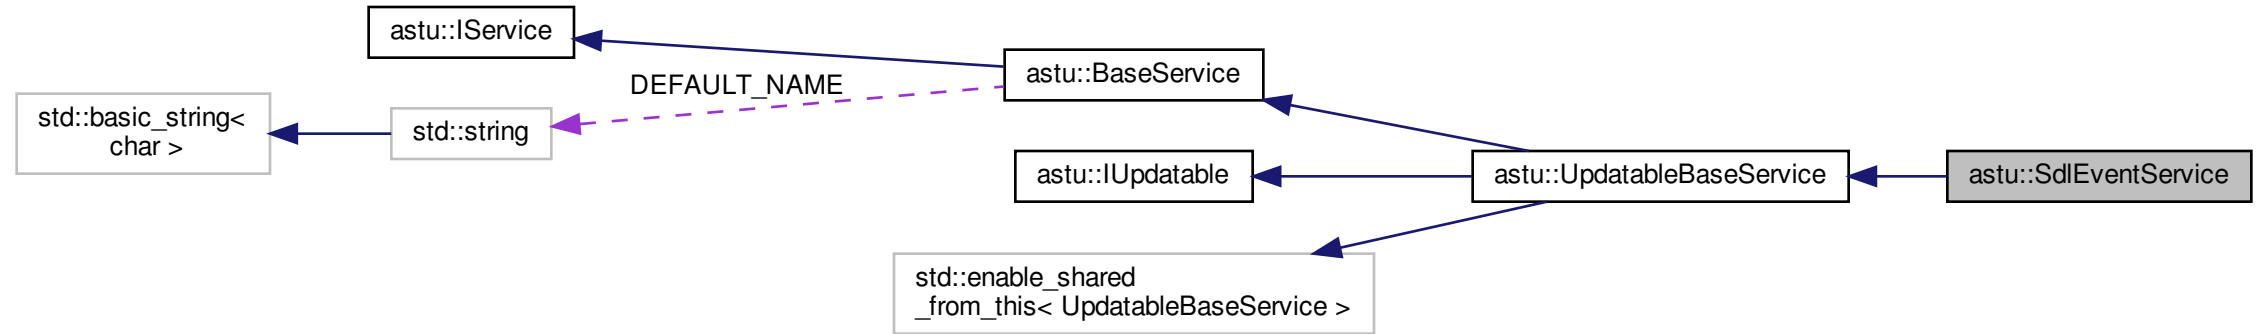 astu::IService
astu::BaseService
DEFAULT_NAME
std::basic_string<
char >
std::string
astu::IUpdatable
astu::UpdatableBaseService
astu::SdlEventService
std::enable_shared
_from_this< UpdatableBaseService >